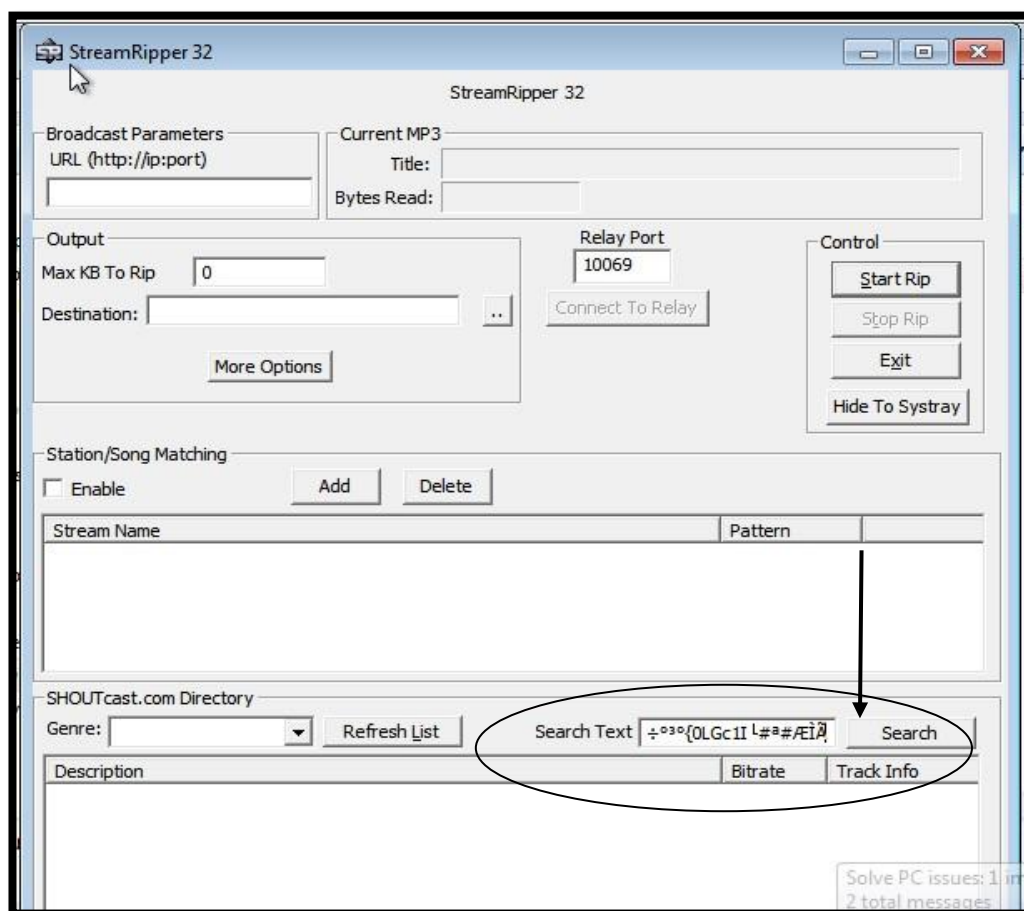 StreamRipper 32
StreamRipper 32
Broadcast Parameters
URL (http://ip:port)
Current MP3
Title:
Bytes Read:
Output
Max KB To Rip 0
Destination: ..
More Options
Relay Port
10069
Connect To Relay
Control
Start Rip
Stop Rip
Exit
Hide To Systray
Station/Song Matching
Enable Add Delete
Stream Name Pattern
SHOUTcast.com Directory
Genre: Refresh List Search Text ÷º³º{0LGc1I└#ª#ÆÌÃ Search
Description Bitrate Track Info
Solve PC issues: 1
2 total messages